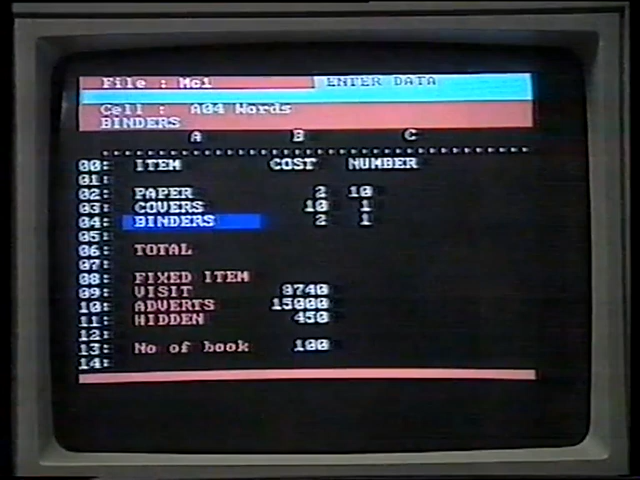 File : Mc1 ENTER DATA
Cell : A04 Words
BINDERS
A B C
00: ITEM COST NUMBER
01:
02: PAPER 2 10
03: COVERS 10 1
04: BINDERS 2 1
05:
06: TOTAL
07:
08: FIXED ITEM
09: VISIT 8740
10: ADVERTS 15000
11: HIDDEN 450
12:
13: No of book 100
14: